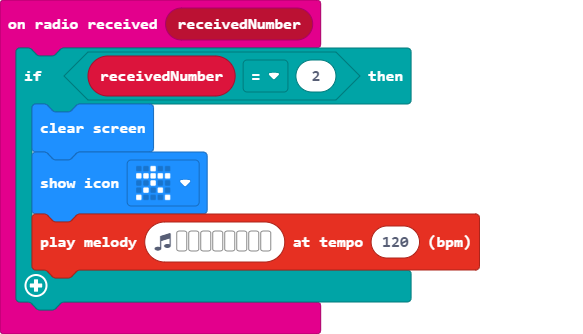 on radio received receivedNumber
if receivedNumber = 2 then
clear screen
show icon
play melody at tempo 120 (bpm)